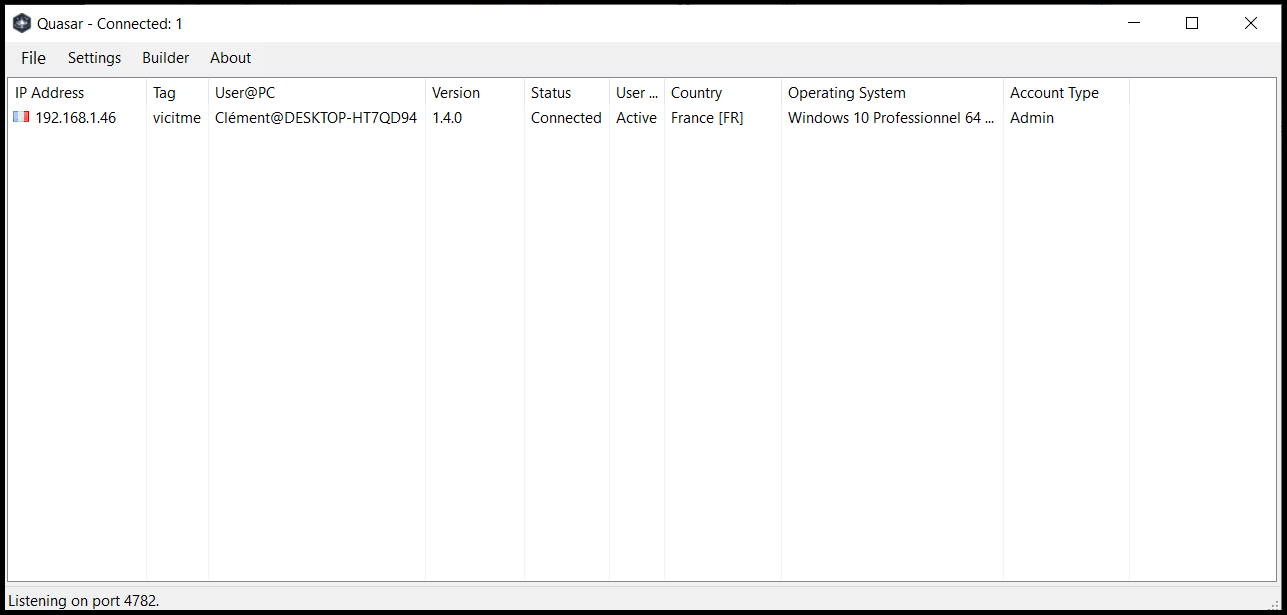 Quasar - Connected: 1
File Settings Builder About
IP Address Tag User@PC Version Status User ... Country Operating System Account Type
192.168.1.46 vicitme Clément@DESKTOP-HT7QD94 1.4.0 Connected Active France [FR] Windows 10 Professionnel 64 ... Admin
Listening on port 4782.